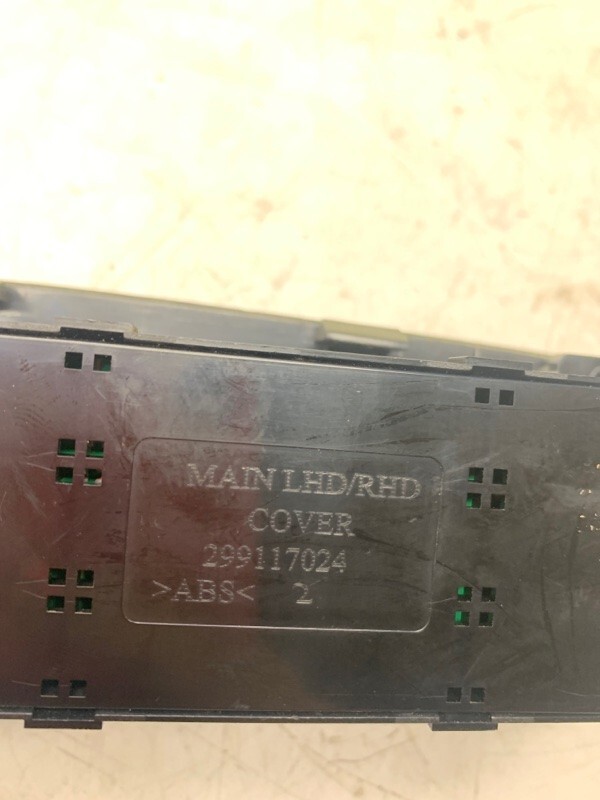 MAIN LHD/RHD
COVER
299117024
>ABS< 2